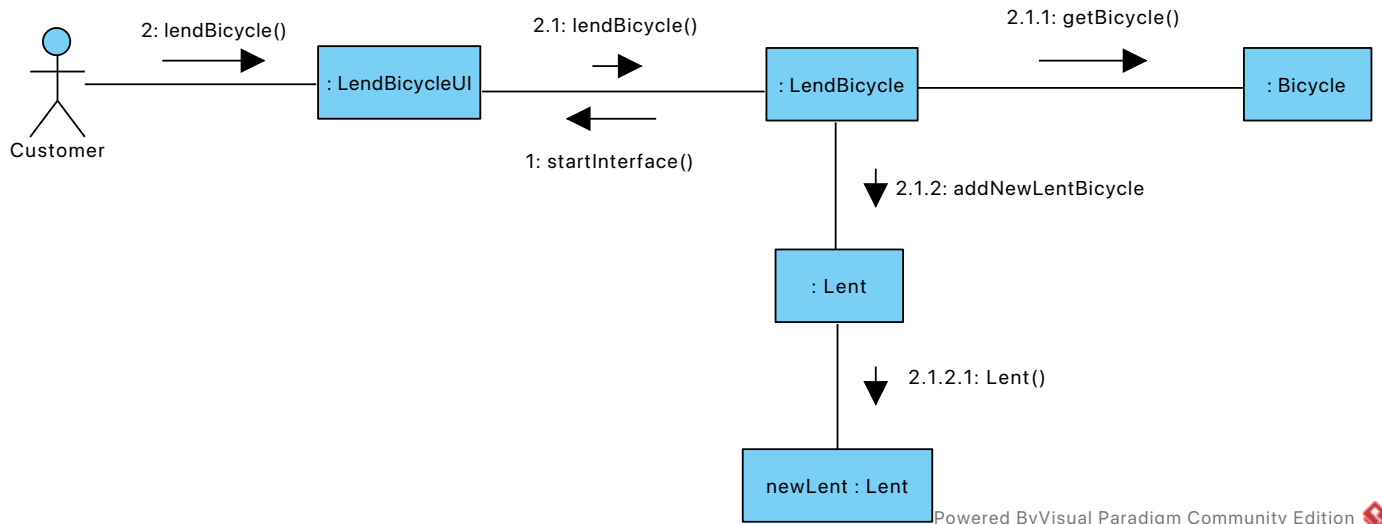 2: lendBicycle()
2.1: lendBicycle()
2.1.1: getBicycle()
: LendBicycleUI
: LendBicycle
: Bicycle
Customer
1: startInterface()
2.1.2: addNewLentBicycle
: Lent
2.1.2.1: Lent()
newLent : Lent
Powered ByVisual Paradigm Community Edition